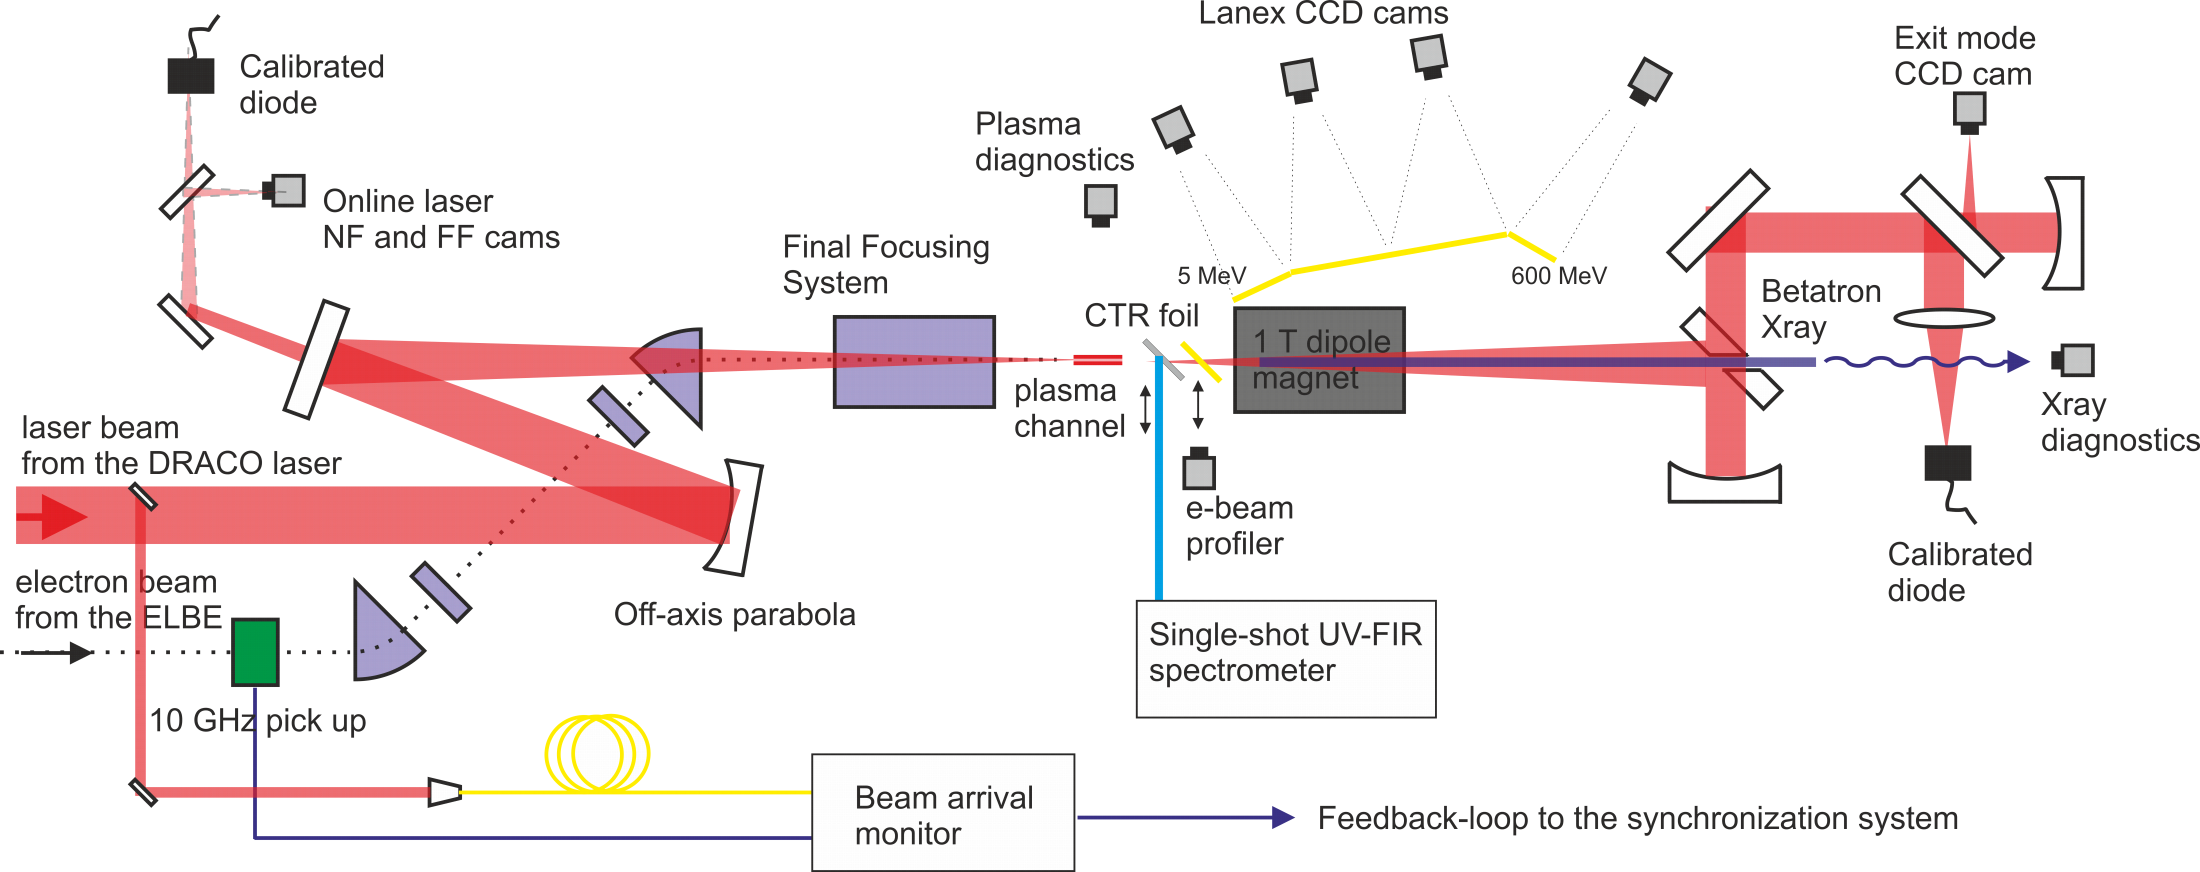 Lanex CCD cams
Exit mode
CCD cam
Calibrated
diode
Plasma
diagnostics
Online laser
NF and FF cams
Final Focusing
System
5 MeV
600 MeV
Betatron
Xray
CTR foil
1 T dipole
magnet
plasma
channel
Xray
diagnostics
laser beam
from the DRACO laser
e-beam
profiler
Calibrated
diode
electron beam
from the ELBE
Off-axis parabola
Single-shot UV-FIR
spectrometer
10 GHz pick up
Beam arrival
monitor
Feedback-loop to the synchronization system